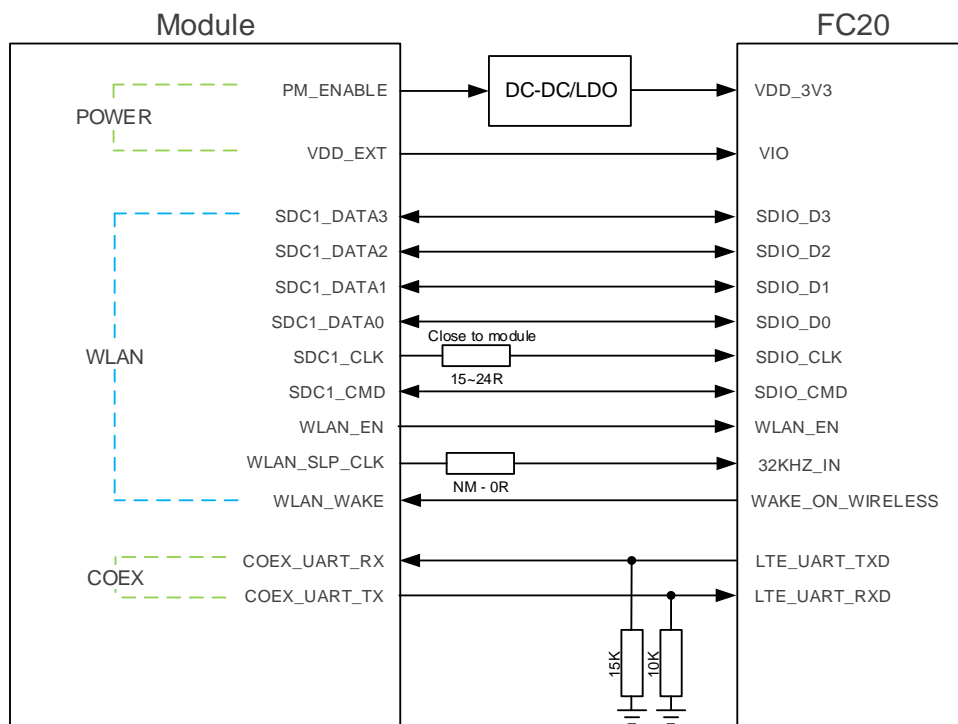 Module
FC20
PM_ENABLE
DC-DC/LDO
VDD_3V3
POWER
VDD_EXT
VIO
SDC1_DATA3
SDIO_D3
SDC1_DATA2
SDIO_D2
SDC1_DATA1
SDIO_D1
SDC1_DATA0
SDIO_D0
Close to module
WLAN
SDC1_CLK
SDIO_CLK
15~24R
SDC1_CMD
SDIO_CMD
WLAN_EN
WLAN_EN
WLAN_SLP_CLK
32KHZ_IN
NM - 0R
WLAN_WAKE
WAKE_ON_WIRELESS
COEX_UART_RX
LTE_UART_TXD
COEX
COEX_UART_TX
LTE_UART_RXD
15K
10K